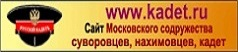 www.kadet.ru
Сайт Московского содружества
суворовцев, нахимовцев, кадет